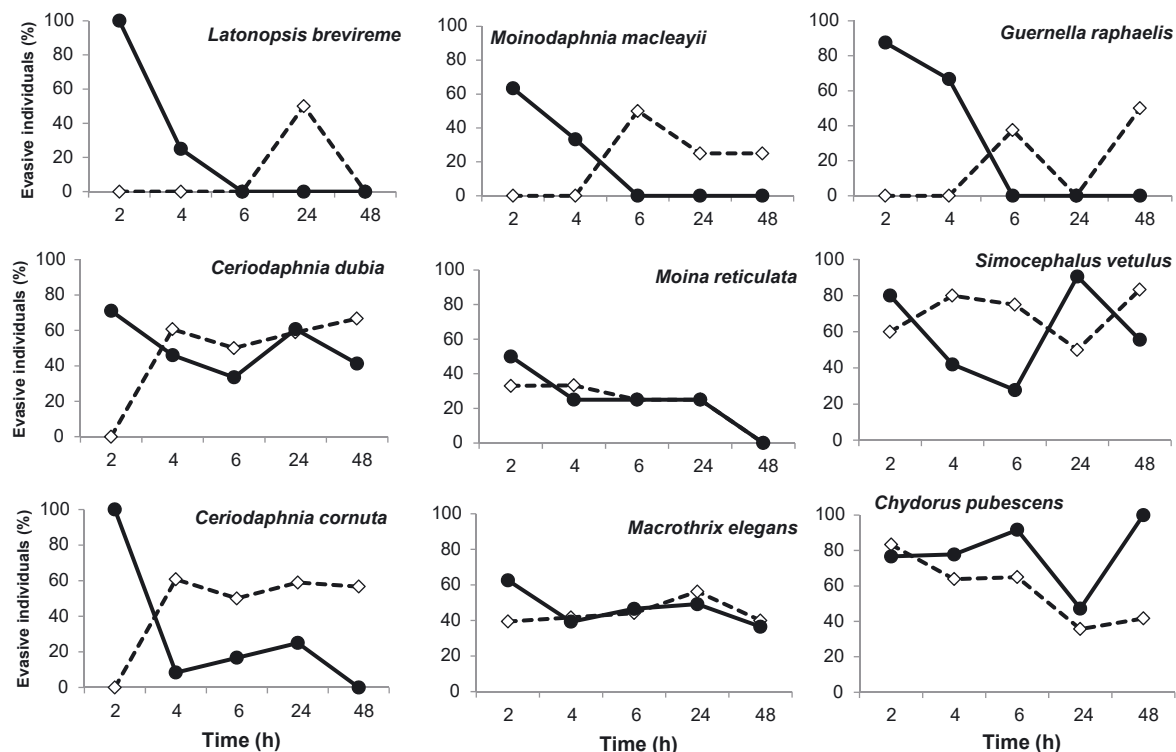 Latonopsis brevireme
Evasive individuals (%)
100
80
60
40
20
0
2 4 6 24 48
Moinodaphnia macleayii
100
80
60
40
20
0
2 4 6 24 48
Guernella raphaelis
100
80
60
40
20
0
2 4 6 24 48
Ceriodaphnia dubia
Evasive individuals (%)
100
80
60
40
20
0
2 4 6 24 48
Moina reticulata
100
80
60
40
20
0
2 4 6 24 48
Simocephalus vetulus
100
80
60
40
20
0
2 4 6 24 48
Ceriodaphnia cornuta
Evasive individuals (%)
100
80
60
40
20
0
2 4 6 24 48
Time (h)
Macrothrix elegans
100
80
60
40
20
0
2 4 6 24 48
Time (h)
Chydorus pubescens
100
80
60
40
20
0
2 4 6 24 48
Time (h)